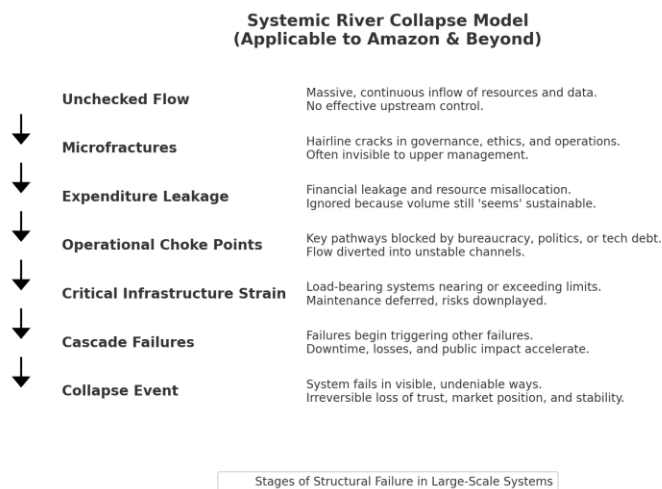 Systemic River Collapse Model
(Applicable to Amazon & Beyond)
Unchecked Flow
Massive, continuous inflow of resources and data.
No effective upstream control.
Microfractures
Hairline cracks in governance, ethics, and operations.
Often invisible to upper management.
Expenditure Leakage
Financial leakage and resource misallocation.
Ignored because volume still 'seems' sustainable.
Operational Choke Points
Key pathways blocked by bureaucracy, politics, or tech debt.
Flow diverted into unstable channels.
Critical Infrastructure Strain
Load-bearing systems nearing or exceeding limits.
Maintenance deferred, risks downplayed.
Cascade Failures
Failures begin triggering other failures.
Downtime, losses, and public impact accelerate.
Collapse Event
System fails in visible, undeniable ways.
Irreversible loss of trust, market position, and stability.
Stages of Structural Failure in Large-Scale Systems